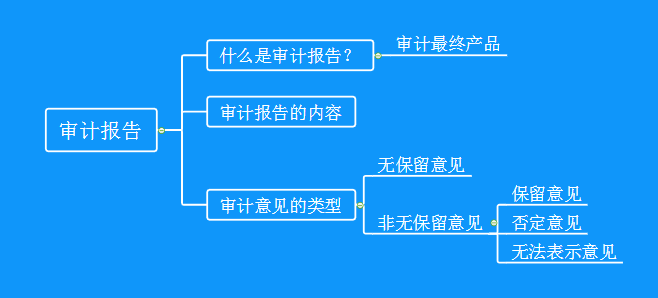 审计报告
什么是审计报告？
审计最终产品
审计报告的内容
审计意见的类型
无保留意见
非无保留意见
保留意见
否定意见
无法表示意见